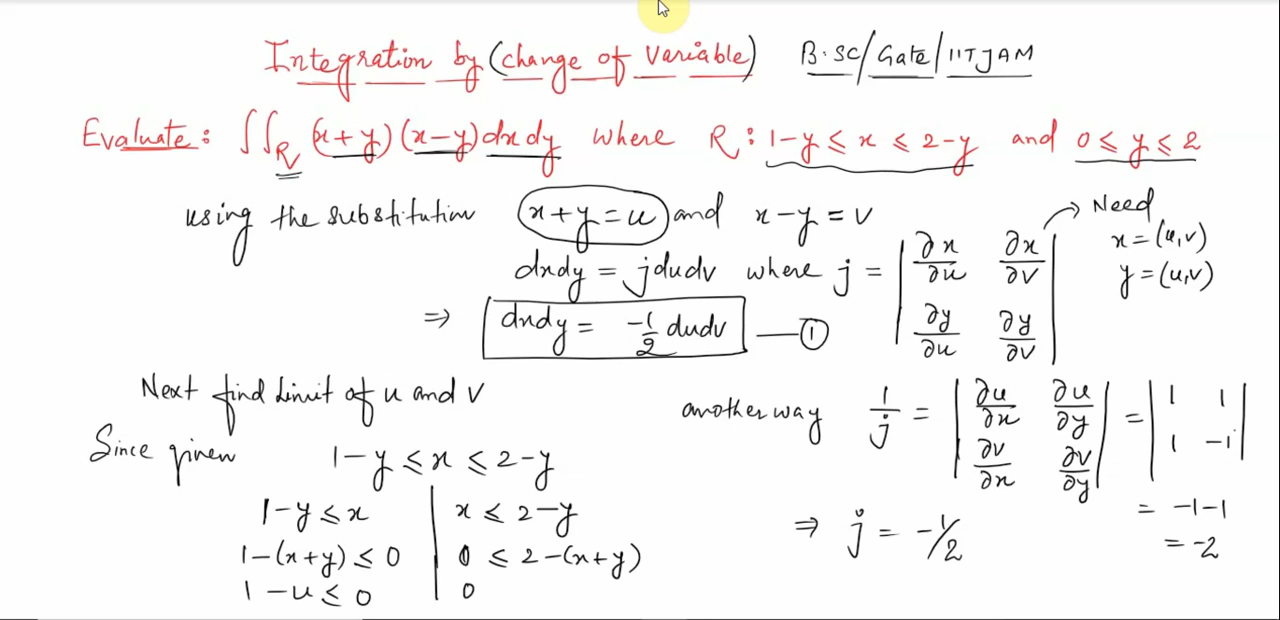 Integration by (change of variable) B.SC/Gate/IITJAM
Evaluate: ∫∫_R (x+y)(x−y)dxdy where R: 1−y ≤ x ≤ 2−y and 0 ≤ y ≤ 2
using the substitution x+y = u and x−y = v
Need
x = (u,v)
y = (u,v)
dxdy = j dudv where j = | ∂x/∂u ∂x/∂v |
| ∂y/∂u ∂y/∂v |
⇒ dxdy = -1/2 dudv — ①
Next find Limit of u and v
Since given 1−y ≤ x ≤ 2−y
1−y ≤ x | x ≤ 2−y
1−(x+y) ≤ 0 | 0 ≤ 2−(x+y)
1−u ≤ 0 | 0
another way 1/j = | ∂u/∂x ∂u/∂y | = | 1 1 |
| ∂v/∂x ∂v/∂y | | 1 -1 |
= -1-1
⇒ j = -1/2 = -2